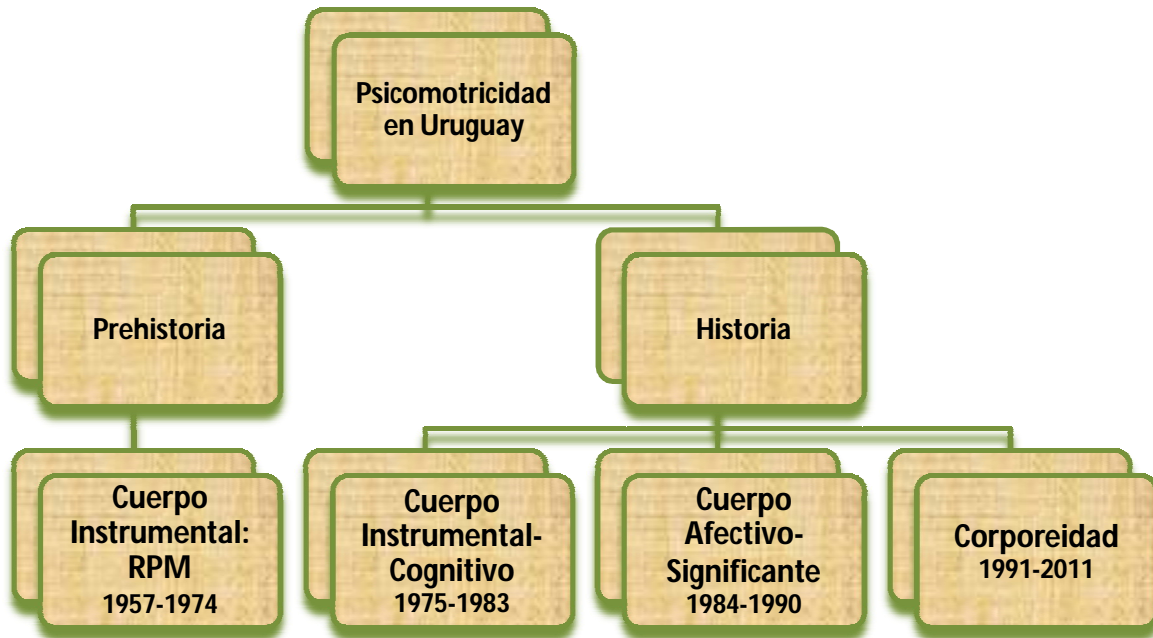 Psicomotricidad
en Uruguay
Prehistoria
Historia
Cuerpo
Instrumental:
RPM
1957-1974
Cuerpo
Instrumental-
Cognitivo
1975-1983
Cuerpo
Afectivo-
Significante
1984-1990
Corporeidad
1991-2011